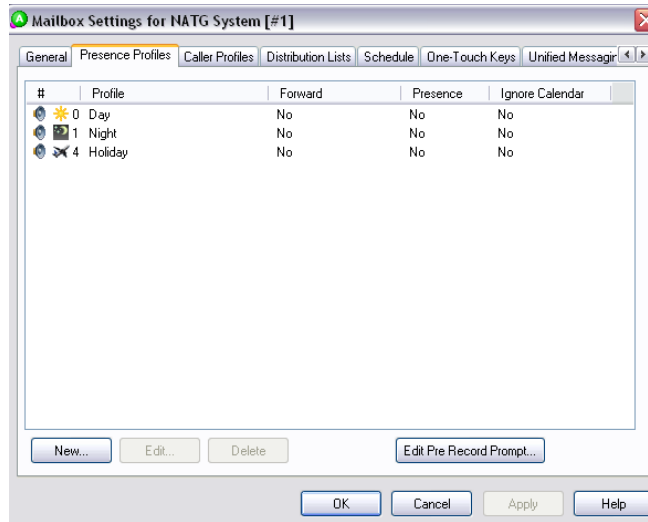 Mailbox Settings for NATG System [#1]
General Presence Profiles Caller Profiles Distribution Lists Schedule One-Touch Keys Unified Messagin
# Profile Forward Presence Ignore Calendar
0 Day No No No
1 Night No No No
4 Holiday No No No
New... Edit... Delete Edit Pre Record Prompt...
OK Cancel Apply Help